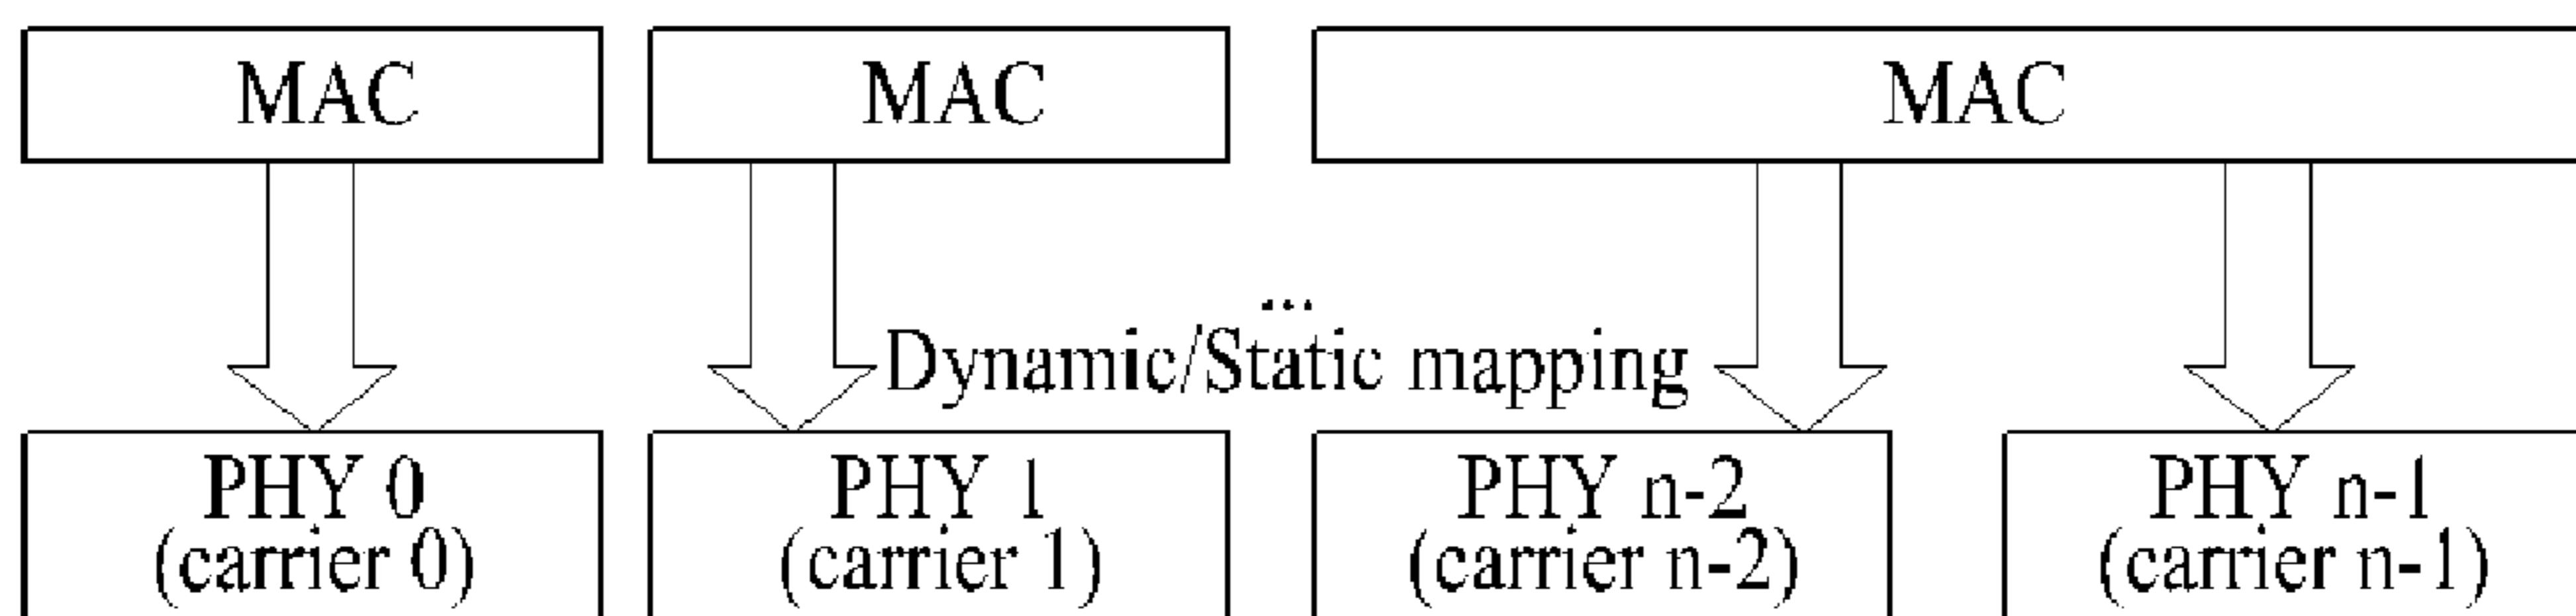 MAC
MAC
MAC
...
Dynamic/Static mapping
PHY 0
(carrier 0)
PHY 1
(carrier 1)
PHY n-2
(carrier n-2)
PHY n-1
(carrier n-1)